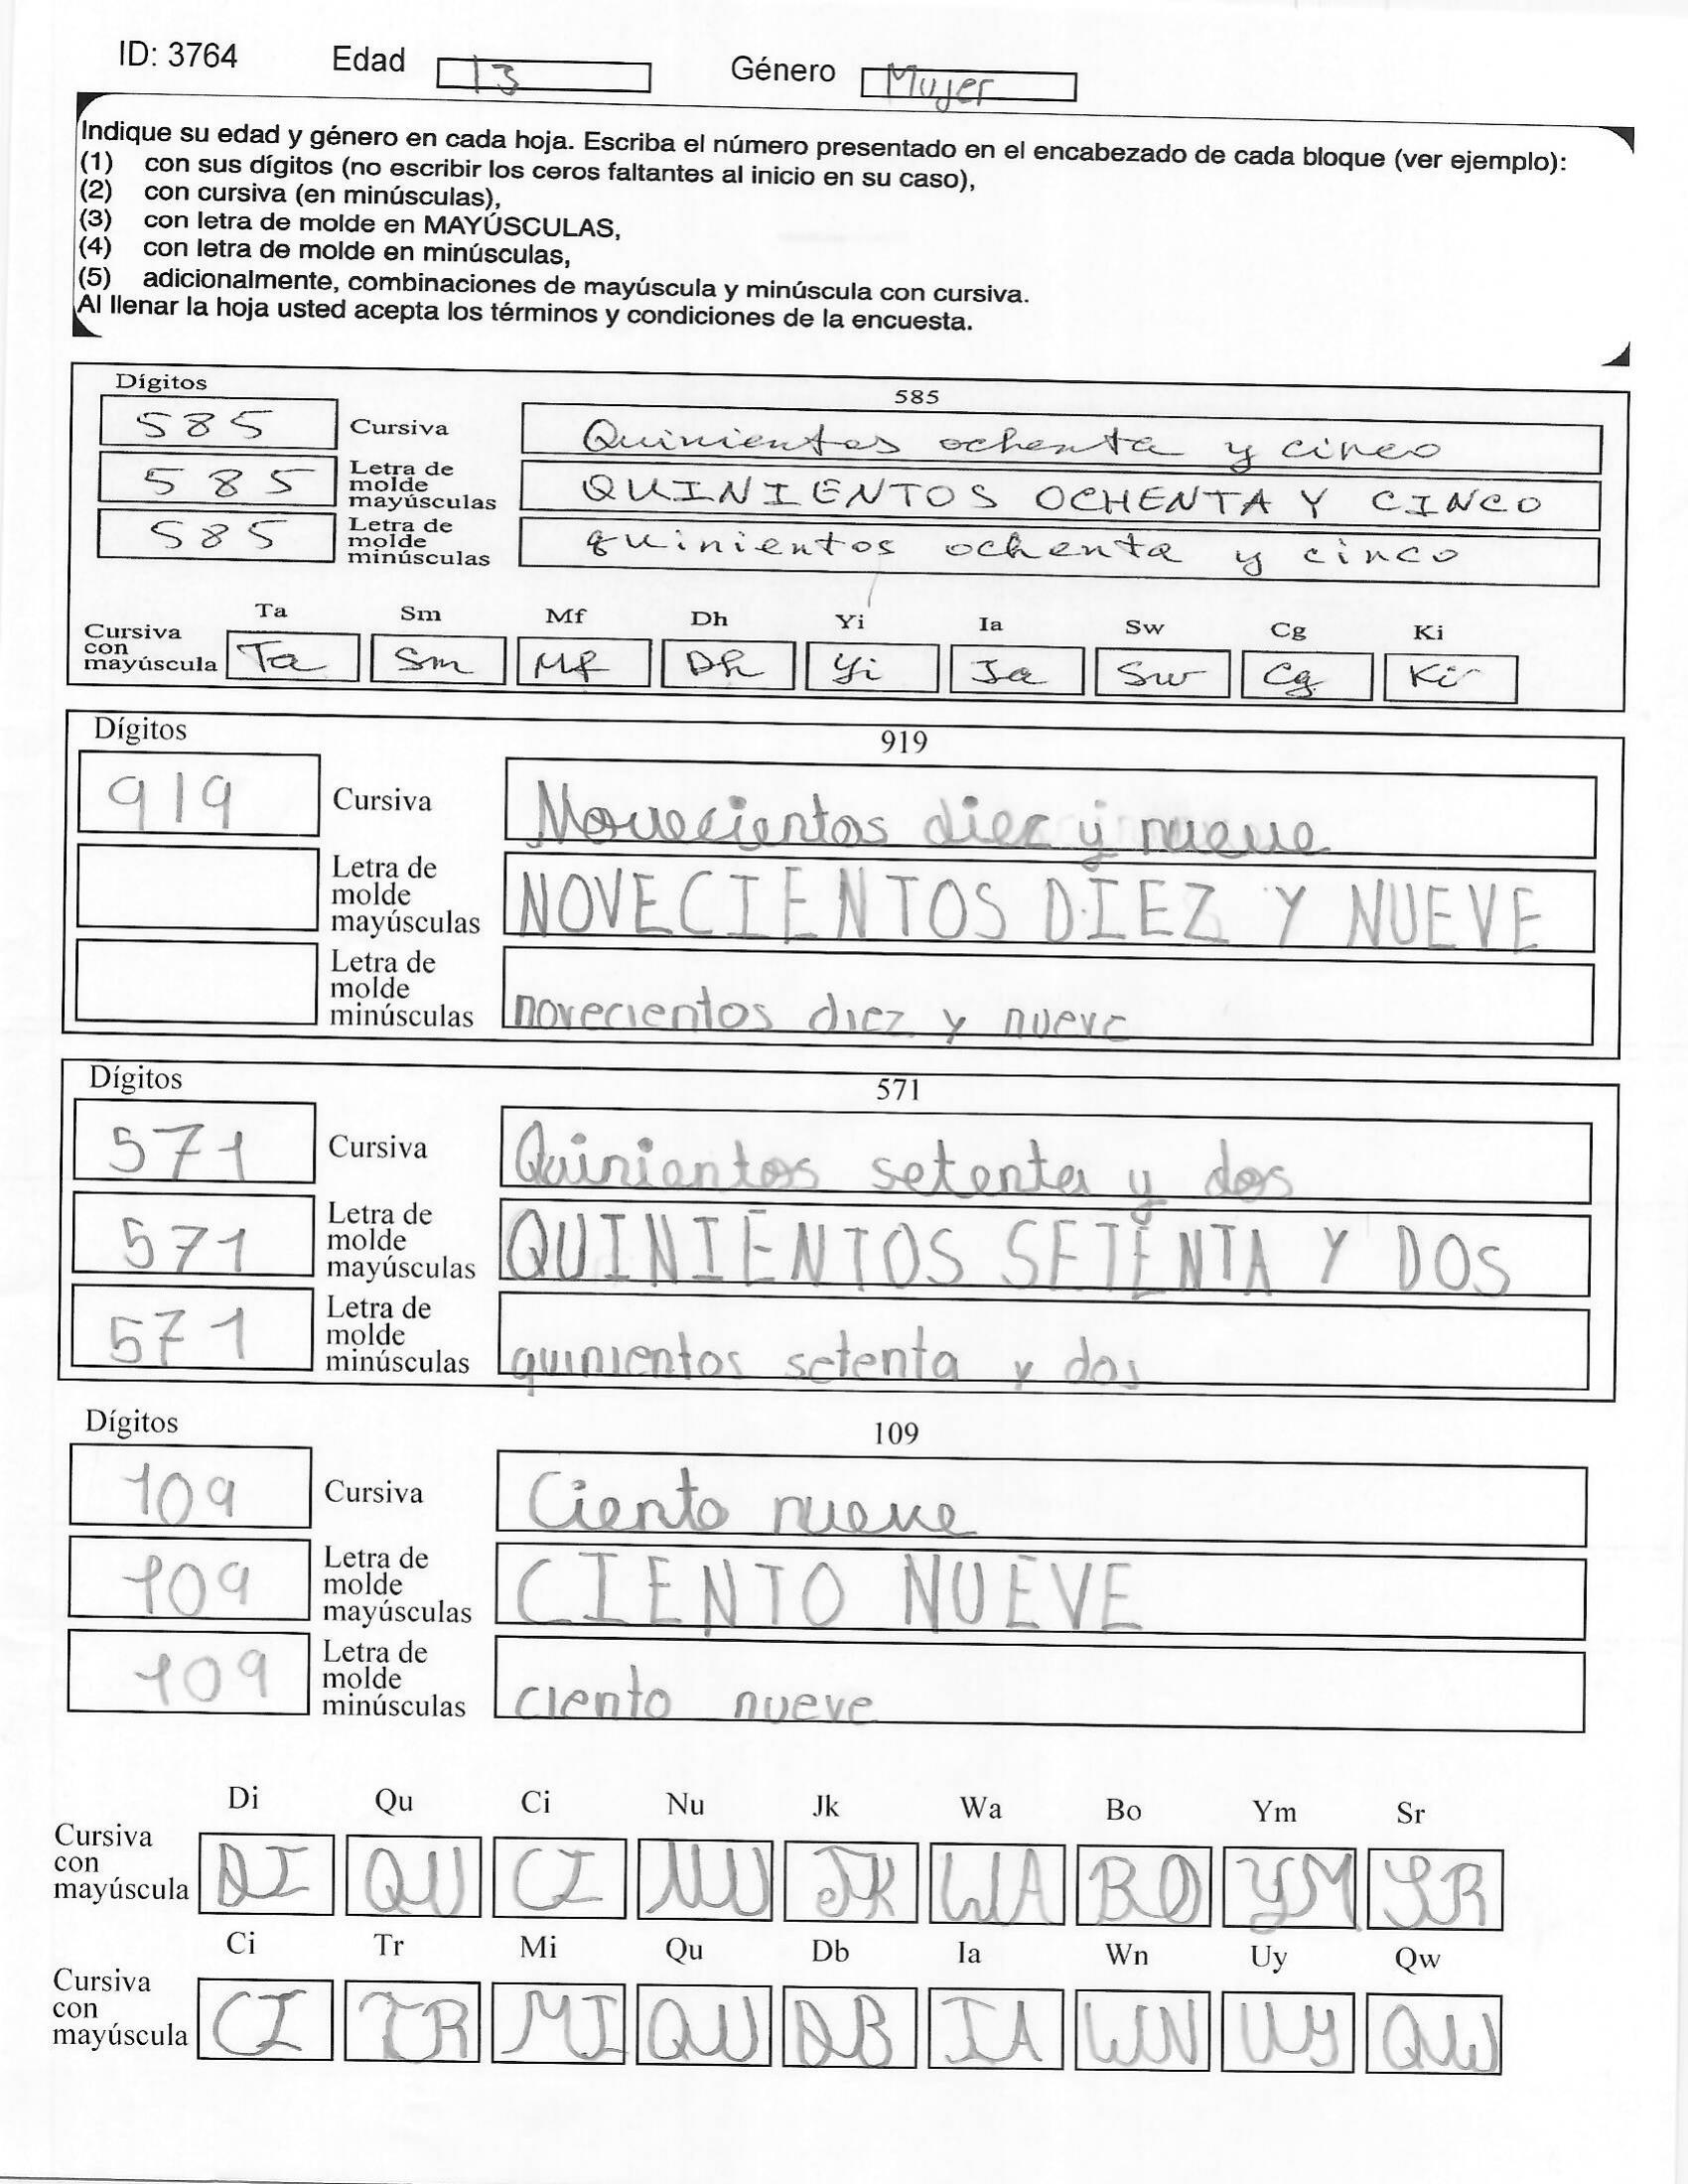 ID: 3764 Edad 13 Género Mujer
Indique su edad y género en cada hoja. Escriba el número presentado en el encabezado de cada bloque (ver ejemplo):
(1) con sus dígitos (no escribir los ceros faltantes al inicio en su caso),
(2) con cursiva (en minúsculas),
(3) con letra de molde en MAYÚSCULAS,
(4) con letra de molde en minúsculas,
(5) adicionalmente, combinaciones de mayúscula y minúscula con cursiva.
Al llenar la hoja usted acepta los términos y condiciones de la encuesta.
Dígitos 585
585 Cursiva Quinientos ochenta y cinco
585 Letra de molde mayúsculas QUINIENTOS OCHENTA Y CINCO
585 Letra de molde minúsculas quinientos ochenta y cinco
Ta Sm Mf Dh Yi Ia Sw Cg Ki
Cursiva con mayúscula Ta Sm Mf Dh Yi Ia Sw Cg Ki
Dígitos 919
919 Cursiva Novecientos diez y nueve
Letra de molde mayúsculas NOVECIENTOS DIEZ Y NUEVE
Letra de molde minúsculas novecientos diez y nueve
Dígitos 571
571 Cursiva Quinientos setenta y dos
571 Letra de molde mayúsculas QUINIENTOS SETENTA Y DOS
571 Letra de molde minúsculas quinientos setenta y dos
Dígitos 109
109 Cursiva Ciento nueve
109 Letra de molde mayúsculas CIENTO NUEVE
109 Letra de molde minúsculas ciento nueve
Di Qu Ci Nu Jk Wa Bo Ym Sr
Cursiva con mayúscula DI QU CI NU JK WA BO YM SR
Ci Tr Mi Qu Db Ia Wn Uy Qw
Cursiva con mayúscula CI TR MI QU DB IA WN UY QW